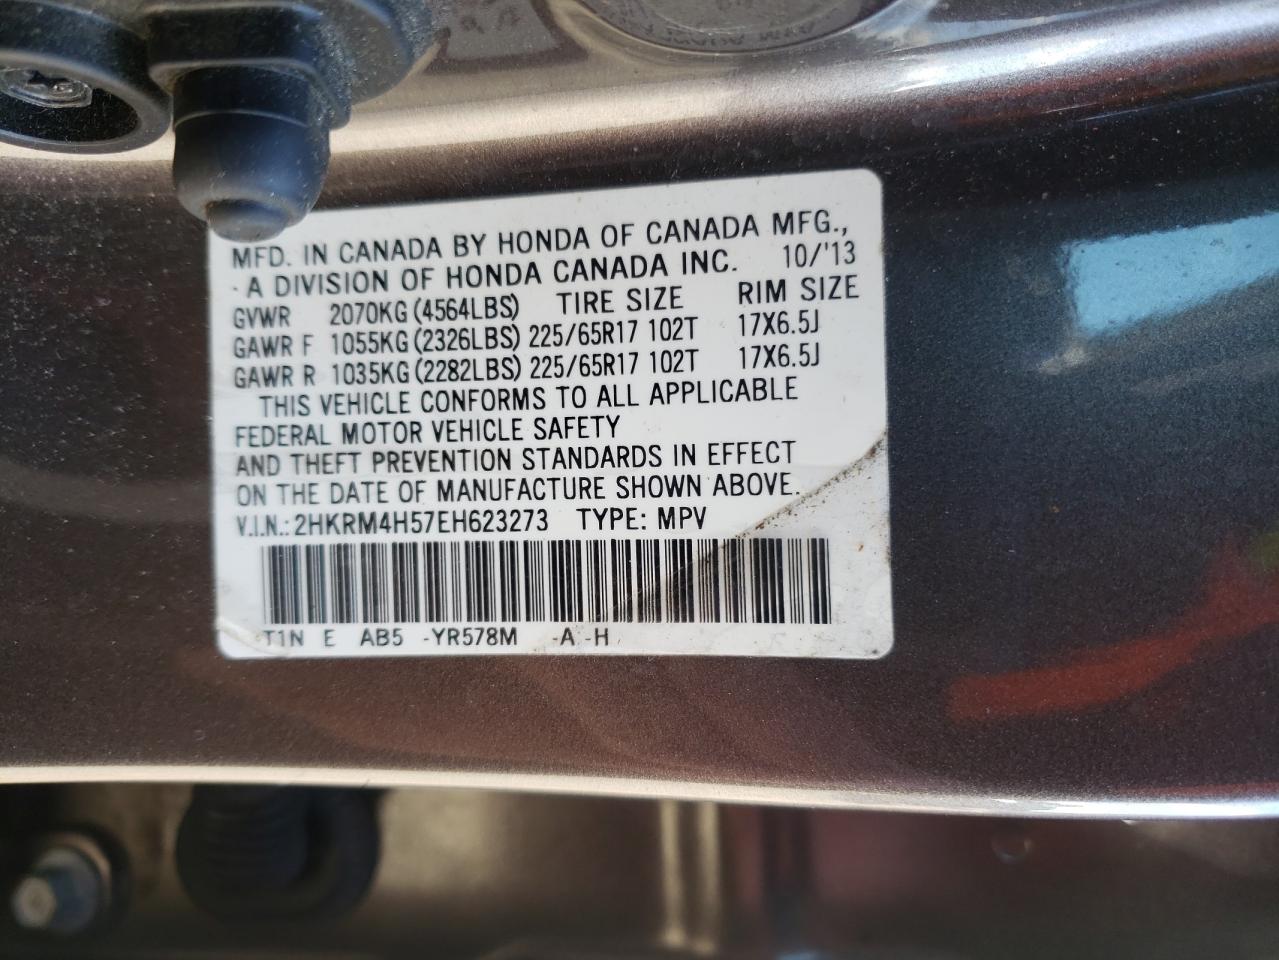 MFD. IN CANADA BY HONDA OF CANADA MFG.,
A DIVISION OF HONDA CANADA INC. 10/'13
GVWR 2070KG (4564LBS) TIRE SIZE RIM SIZE
GAWR F 1055KG (2326LBS) 225/65R17 102T 17X6.5J
GAWR R 1035KG (2282LBS) 225/65R17 102T 17X6.5J
THIS VEHICLE CONFORMS TO ALL APPLICABLE
FEDERAL MOTOR VEHICLE SAFETY
AND THEFT PREVENTION STANDARDS IN EFFECT
ON THE DATE OF MANUFACTURE SHOWN ABOVE.
V.I.N.: 2HKRM4H57EH623273 TYPE: MPV
T1N E AB5 -YR578M -A -H